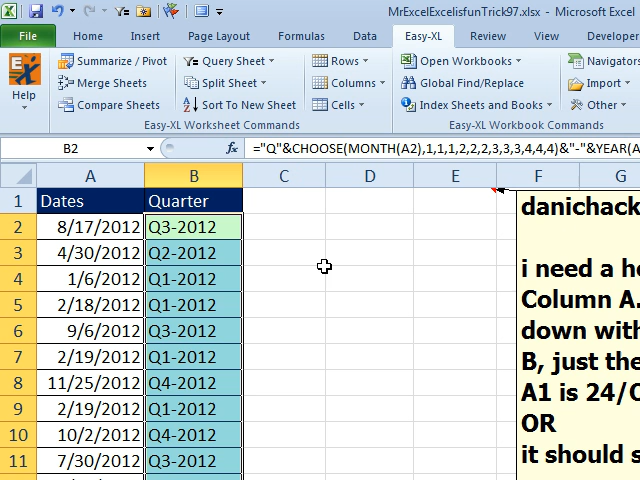 MrExcelExcelisfunTrick97.xlsx - Microsoft Excel
File Home Insert Page Layout Formulas Data Easy-XL Review View Developer
Help
Summarize / Pivot Query Sheet Rows Open Workbooks Navigators
Merge Sheets Split Sheet Columns Global Find/Replace Import
Compare Sheets Sort To New Sheet Cells Index Sheets and Books Other
Easy-XL Worksheet Commands Easy-XL Workbook Commands
B2 fx ="Q"&CHOOSE(MONTH(A2),1,1,1,2,2,2,3,3,3,4,4,4)&"-"&YEAR(A
A B C D E F G
1 Dates Quarter
2 8/17/2012 Q3-2012
3 4/30/2012 Q2-2012
4 1/6/2012 Q1-2012
5 2/18/2012 Q1-2012
6 9/6/2012 Q3-2012
7 2/19/2012 Q1-2012
8 11/25/2012 Q4-2012
9 2/19/2012 Q1-2012
10 10/2/2012 Q4-2012
11 7/30/2012 Q3-2012
danichack
i need a he
Column A.
down with
B, just the
A1 is 24/O
OR
it should s